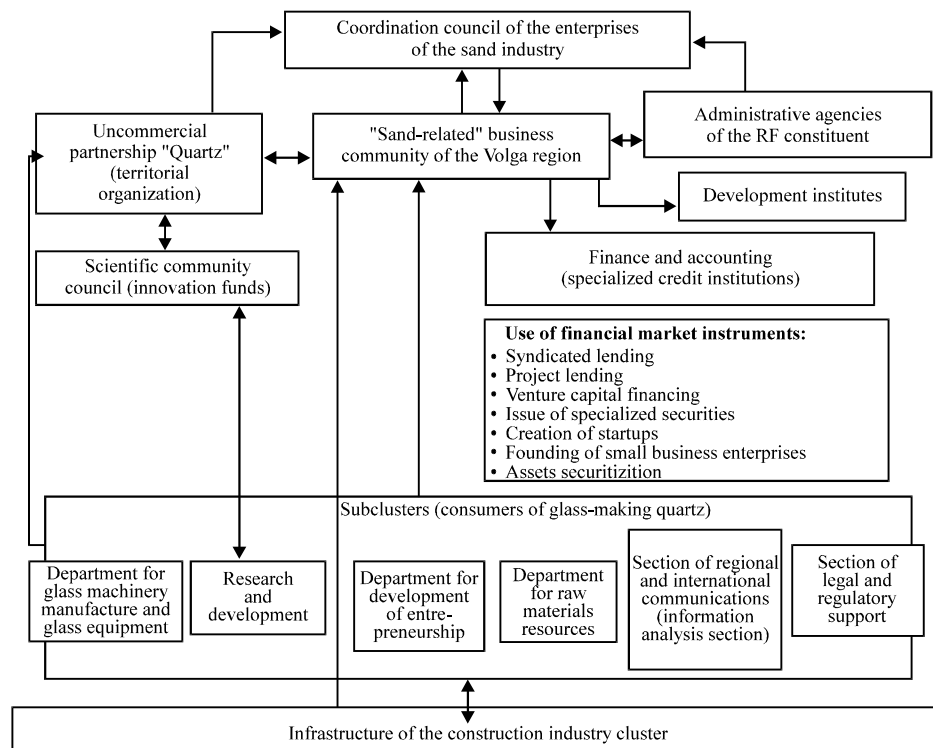 Coordination council of the enterprises
of the sand industry
Uncommercial
partnership "Quartz"
(territorial
organization)
"Sand-related" business
community of the Volga region
Administrative agencies
of the RF constituent
Development institutes
Scientific community
council (innovation funds)
Finance and accounting
(specialized credit institutions)
Use of financial market instruments:
• Syndicated lending
• Project lending
• Venture capital financing
• Issue of specialized securities
• Creation of startups
• Founding of small business enterprises
• Assets securitizition
Subclusters (consumers of glass-making quartz)
Department for
glass machinery
manufacture and
glass equipment
Research
and
development
Department for
development
of entre-
preneurship
Department
for raw
materials
resources
Section of regional
and international
communications
(information
analysis section)
Section of
legal and
regulatory
support
Infrastructure of the construction industry cluster